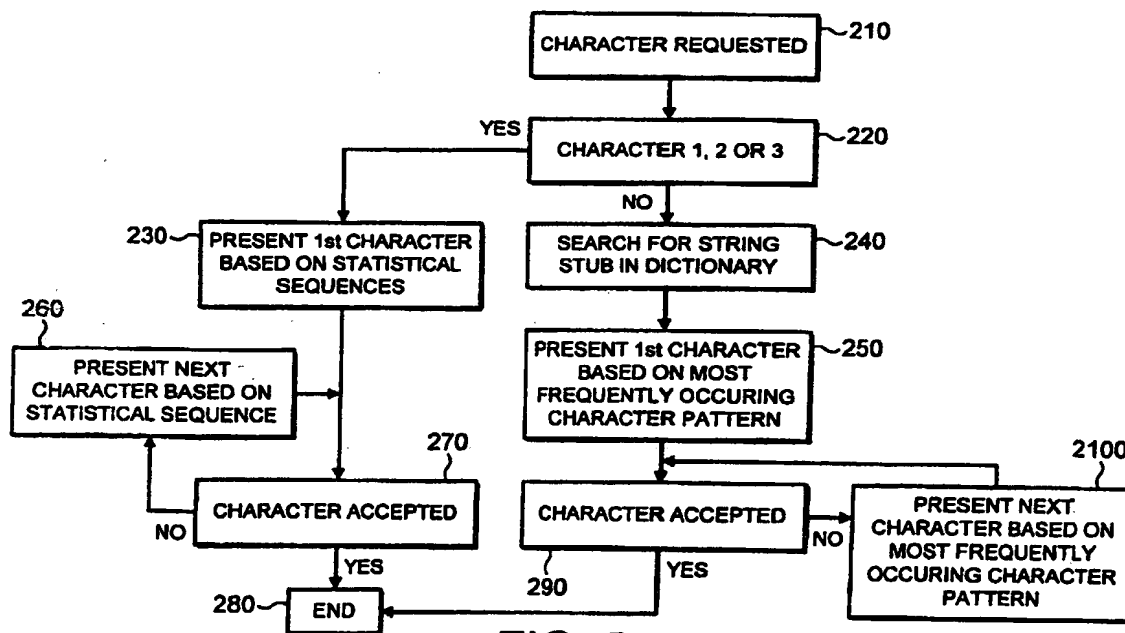 CHARACTER REQUESTED
210
YES
CHARACTER 1, 2 OR 3
220
NO
230
PRESENT 1st CHARACTER
BASED ON STATISTICAL
SEQUENCES
SEARCH FOR STRING
STUB IN DICTIONARY
240
260
PRESENT NEXT
CHARACTER BASED ON
STATISTICAL SEQUENCE
PRESENT 1st CHARACTER
BASED ON MOST
FREQUENTLY OCCURING
CHARACTER PATTERN
250
270
CHARACTER ACCEPTED
NO
YES
CHARACTER ACCEPTED
290
NO
YES
2100
PRESENT NEXT
CHARACTER BASED ON
MOST FREQUENTLY
OCCURING CHARACTER
PATTERN
280
END